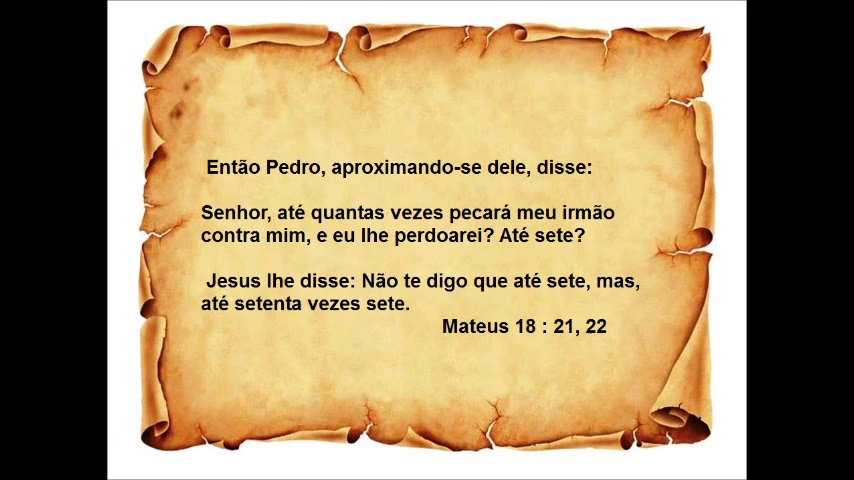 Então Pedro, aproximando-se dele, disse:
Senhor, até quantas vezes pecará meu irmão
contra mim, e eu lhe perdoarei? Até sete?
Jesus lhe disse: Não te digo que até sete, mas,
até setenta vezes sete.
Mateus 18 : 21, 22